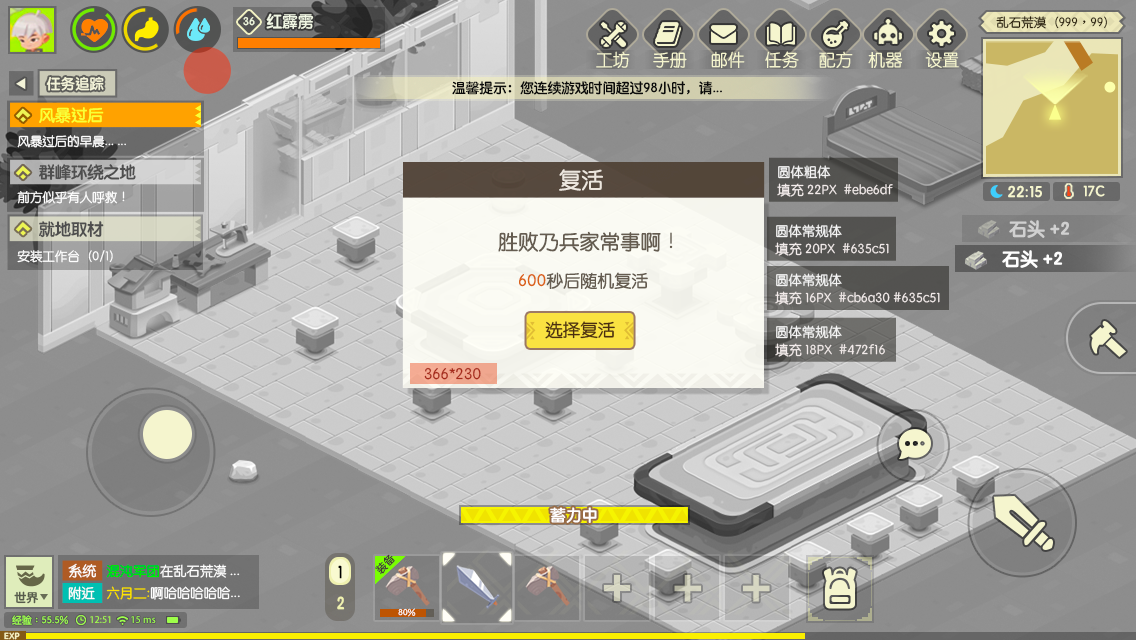 36 红霹雳
工坊 手册 邮件 任务 配方 机器 设置
乱石荒漠（999，99）
任务追踪
温馨提示：您连续游戏时间超过98小时，请...
风暴过后
风暴过后的早晨... ...
群峰环绕之地
前方似乎有人呼救！
就地取材
安装工作台（0/1）
22:15 17C
石头 +2
石头 +2
复活
胜败乃兵家常事啊！
600秒后随机复活
选择复活
366*230
圆体粗体
填充 22PX #ebe6df
圆体常规体
填充 20PX #635c51
圆体常规体
填充 16PX #cb6a30 #635c51
圆体常规体
填充 18PX #472f16
蓄力中
世界
系统 混沌军团在乱石荒漠 ...
附近 六月二:啊哈哈哈哈哈...
经验：55.5% 12:51 15 ms
1
2
装备
80%
EXP